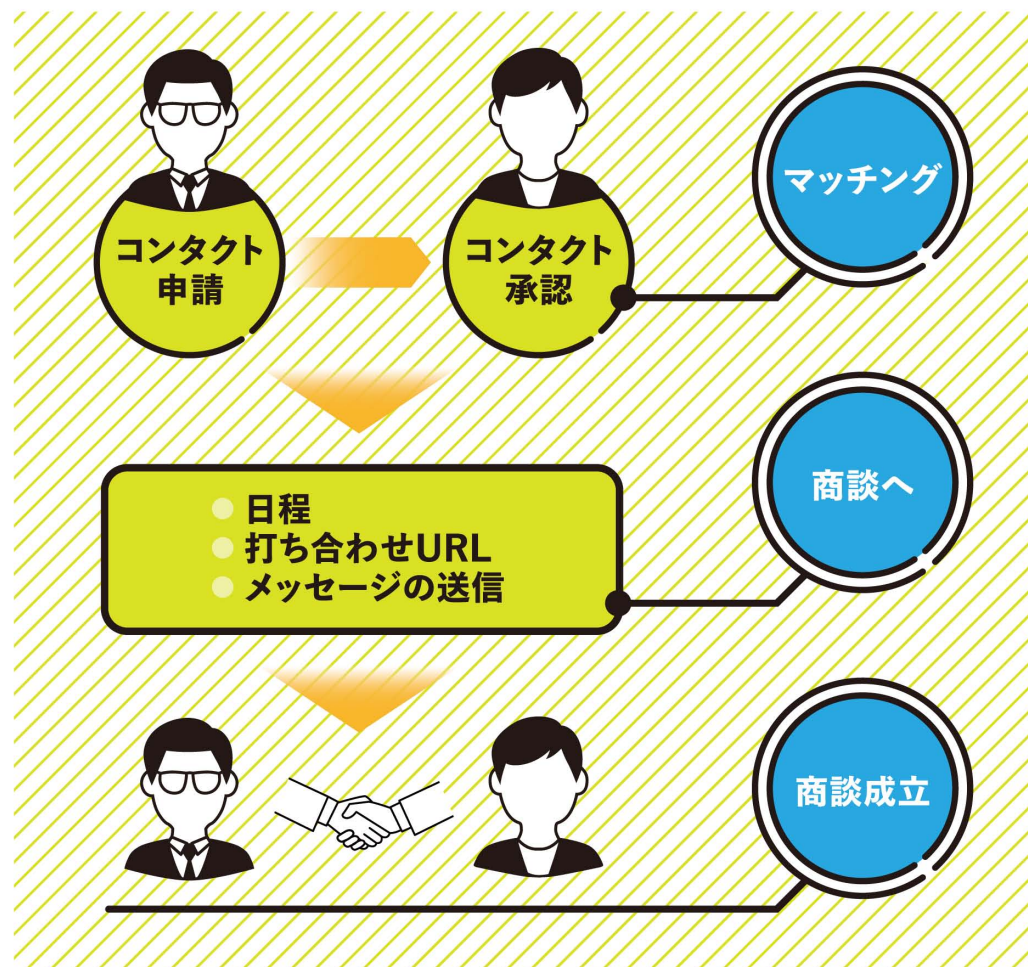 コンタクト
申請
コンタクト
承認
マッチング
日程
打ち合わせURL
メッセージの送信
商談へ
商談成立